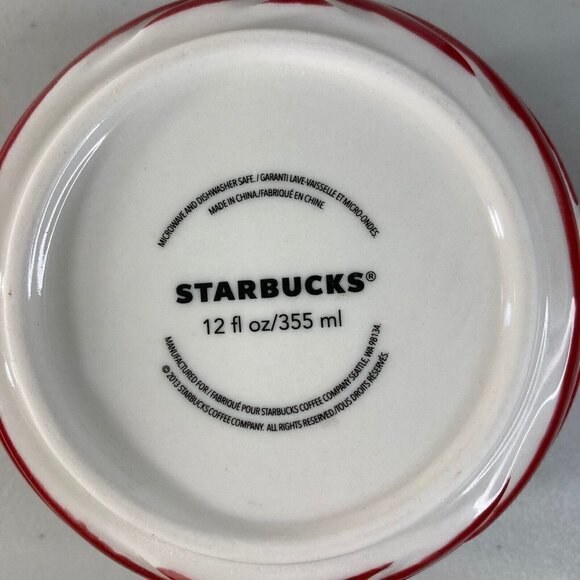 MICROWAVE AND DISHWASHER SAFE. / GARANTI LAVE-VAISSELLE ET MICRO-ONDES.
MADE IN CHINA./FABRIQUÉ EN CHINE.
STARBUCKS®
12 fl oz/355 ml
MANUFACTURED FOR / FABRIQUÉ POUR STARBUCKS COFFEE COMPANY SEATTLE, WA 98134.
©2013 STARBUCKS COFFEE COMPANY. ALL RIGHTS RESERVED /TOUS DROITS RÉSERVÉS.